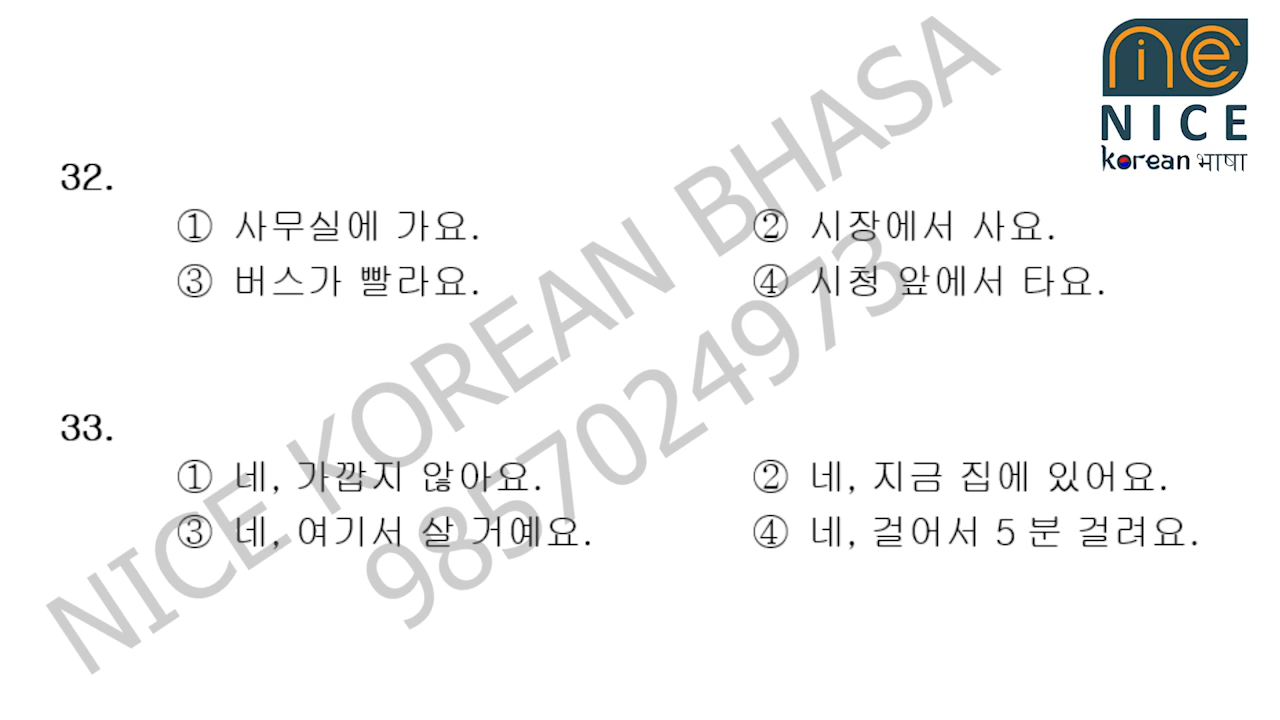 ie
NICE
korean भाषा
32.
① 사무실에 가요. ② 시장에서 사요.
③ 버스가 빨라요. ④ 시청 앞에서 타요.
33.
① 네, 가깝지 않아요. ② 네, 지금 집에 있어요.
③ 네, 여기서 살 거예요. ④ 네, 걸어서 5분 걸려요.
NICE KOREAN BHASA
9857024973